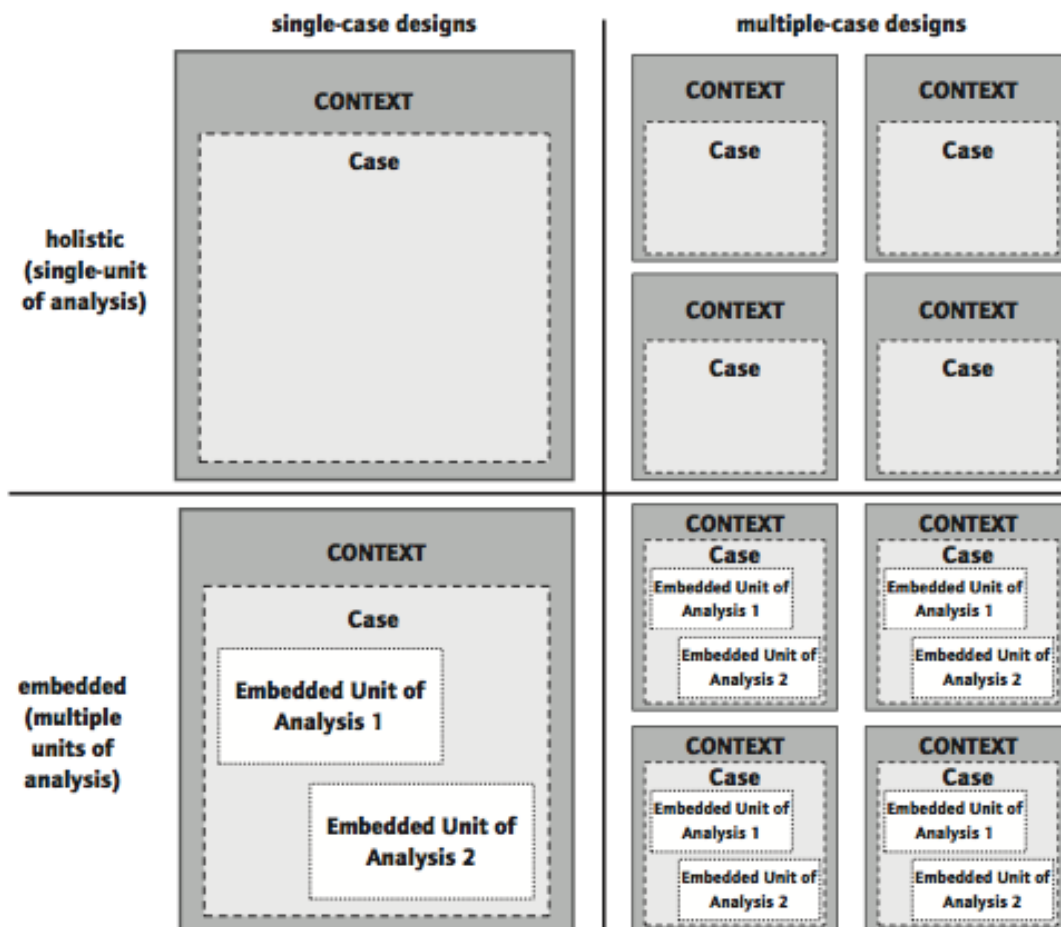 single-case designs
multiple-case designs
holistic
(single-unit
of analysis)
CONTEXT
Case
CONTEXT
Case
CONTEXT
Case
CONTEXT
Case
CONTEXT
Case
embedded
(multiple
units of
analysis)
CONTEXT
Case
Embedded Unit of
Analysis 1
Embedded Unit of
Analysis 2
CONTEXT
Case
Embedded Unit of
Analysis 1
Embedded Unit of
Analysis 2
CONTEXT
Case
Embedded Unit of
Analysis 1
Embedded Unit of
Analysis 2
CONTEXT
Case
Embedded Unit of
Analysis 1
Embedded Unit of
Analysis 2
CONTEXT
Case
Embedded Unit of
Analysis 1
Embedded Unit of
Analysis 2